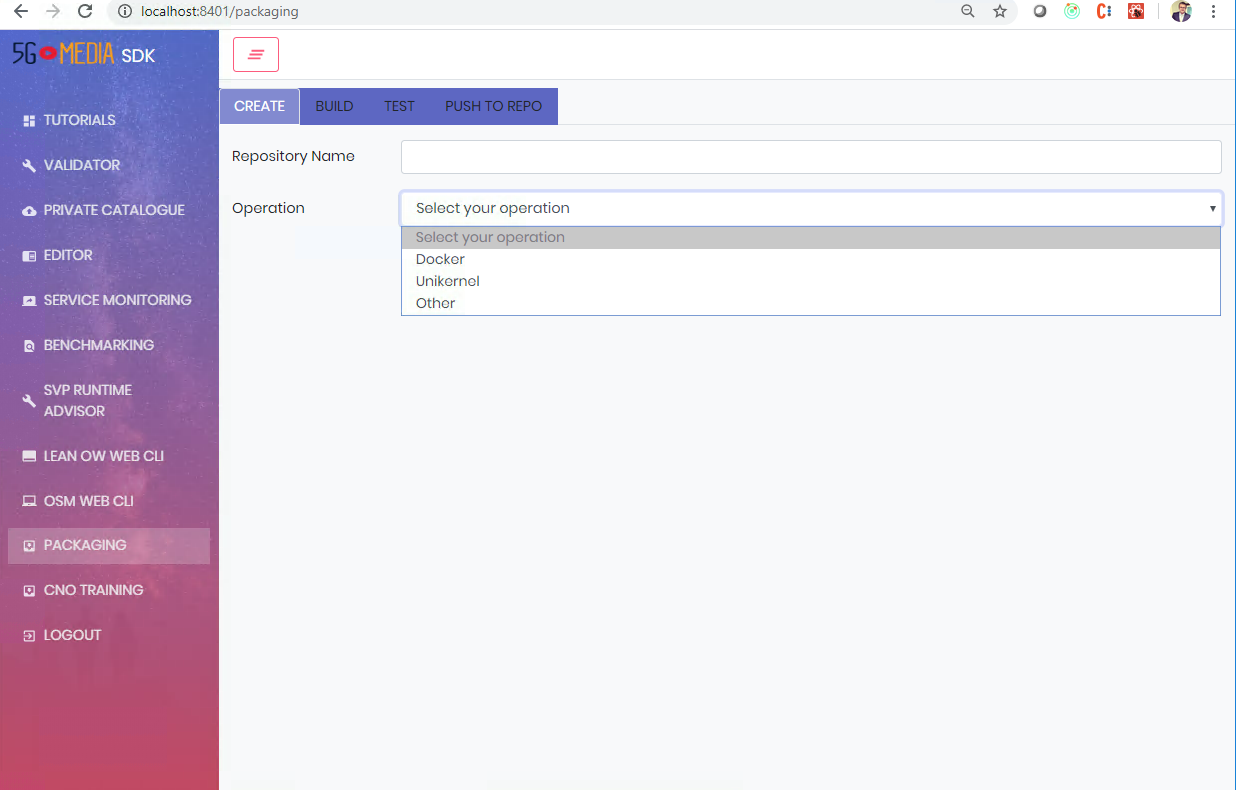 localhost:8401/packaging
5G MEDIA SDK
TUTORIALS
VALIDATOR
PRIVATE CATALOGUE
EDITOR
SERVICE MONITORING
BENCHMARKING
SVP RUNTIME
ADVISOR
LEAN OW WEB CLI
OSM WEB CLI
PACKAGING
CNO TRAINING
LOGOUT
CREATE BUILD TEST PUSH TO REPO
Repository Name
Operation Select your operation
Select your operation
Docker
Unikernel
Other